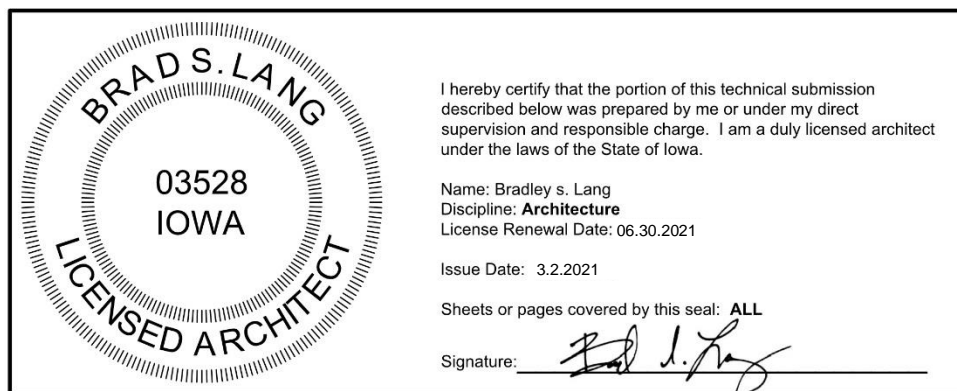 BRAD S. LANG
03528
IOWA
LICENSED ARCHITECT
I hereby certify that the portion of this technical submission
described below was prepared by me or under my direct
supervision and responsible charge. I am a duly licensed architect
under the laws of the State of Iowa.
Name: Bradley s. Lang
Discipline: Architecture
License Renewal Date: 06.30.2021
Issue Date: 3.2.2021
Sheets or pages covered by this seal: ALL
Signature: Brad S. Lang